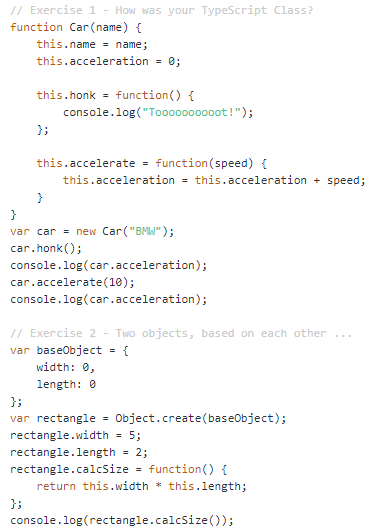 // Exercise 1 - How was your TypeScript Class?
function Car(name) {
    this.name = name;
    this.acceleration = 0;

    this.honk = function() {
        console.log("Toooooooooot!");
    };

    this.accelerate = function(speed) {
        this.acceleration = this.acceleration + speed;
    }
}
var car = new Car("BMW");
car.honk();
console.log(car.acceleration);
car.accelerate(10);
console.log(car.acceleration);

// Exercise 2 - Two objects, based on each other ...
var baseObject = {
    width: 0,
    length: 0
};
var rectangle = Object.create(baseObject);
rectangle.width = 5;
rectangle.length = 2;
rectangle.calcSize = function() {
    return this.width * this.length;
};
console.log(rectangle.calcSize());